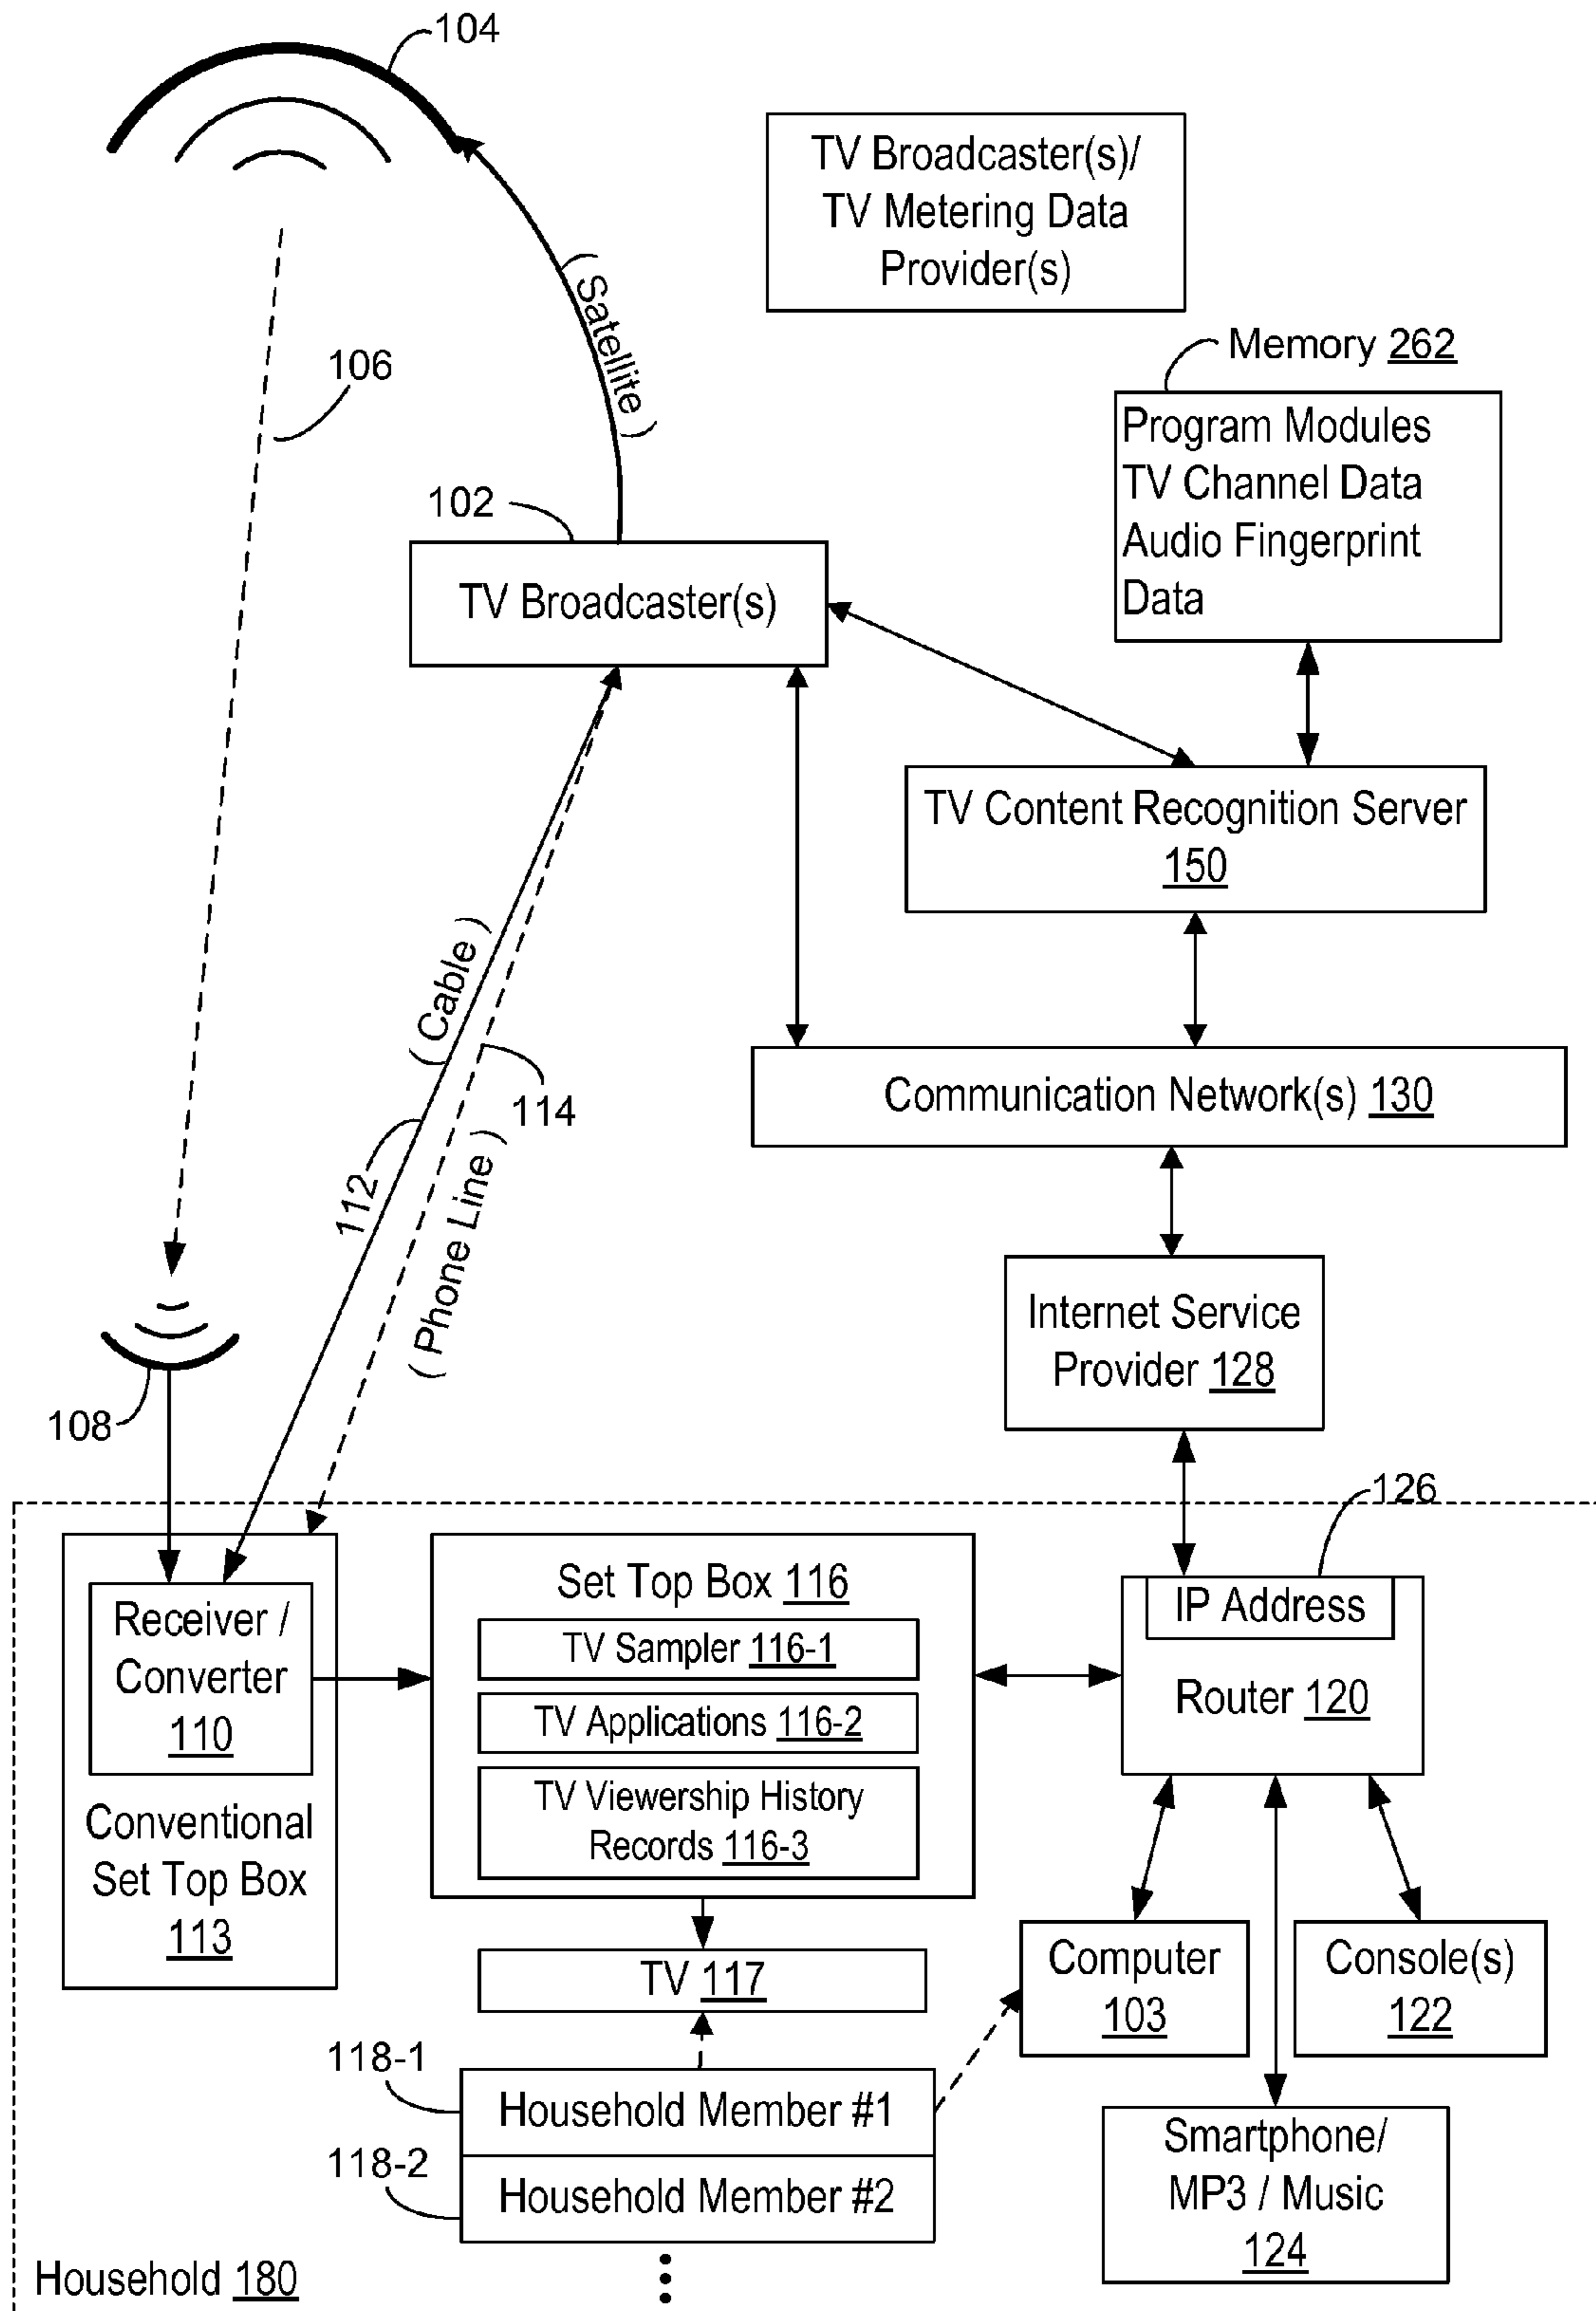 104
TV Broadcaster(s)/
TV Metering Data
Provider(s)
( Satellite )
Memory 262
106
Program Modules
TV Channel Data
Audio Fingerprint
Data
102
TV Broadcaster(s)
TV Content Recognition Server
150
( Cable )
114
Communication Network(s) 130
112
( Phone Line )
Internet Service
Provider 128
108
126
Receiver /
Converter
110
Conventional
Set Top Box
113
Set Top Box 116
TV Sampler 116-1
TV Applications 116-2
TV Viewership History
Records 116-3
IP Address
Router 120
TV 117
Computer
103
Console(s)
122
118-1
Household Member #1
118-2
Household Member #2
Smartphone/
MP3 / Music
124
Household 180